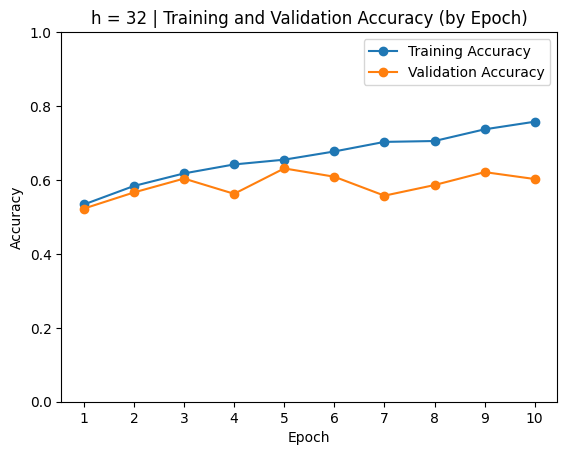 h = 32 | Training and Validation Accuracy (by Epoch)
Training Accuracy
Validation Accuracy
Accuracy
1.0
0.8
0.6
0.4
0.2
0.0
1 2 3 4 5 6 7 8 9 10
Epoch